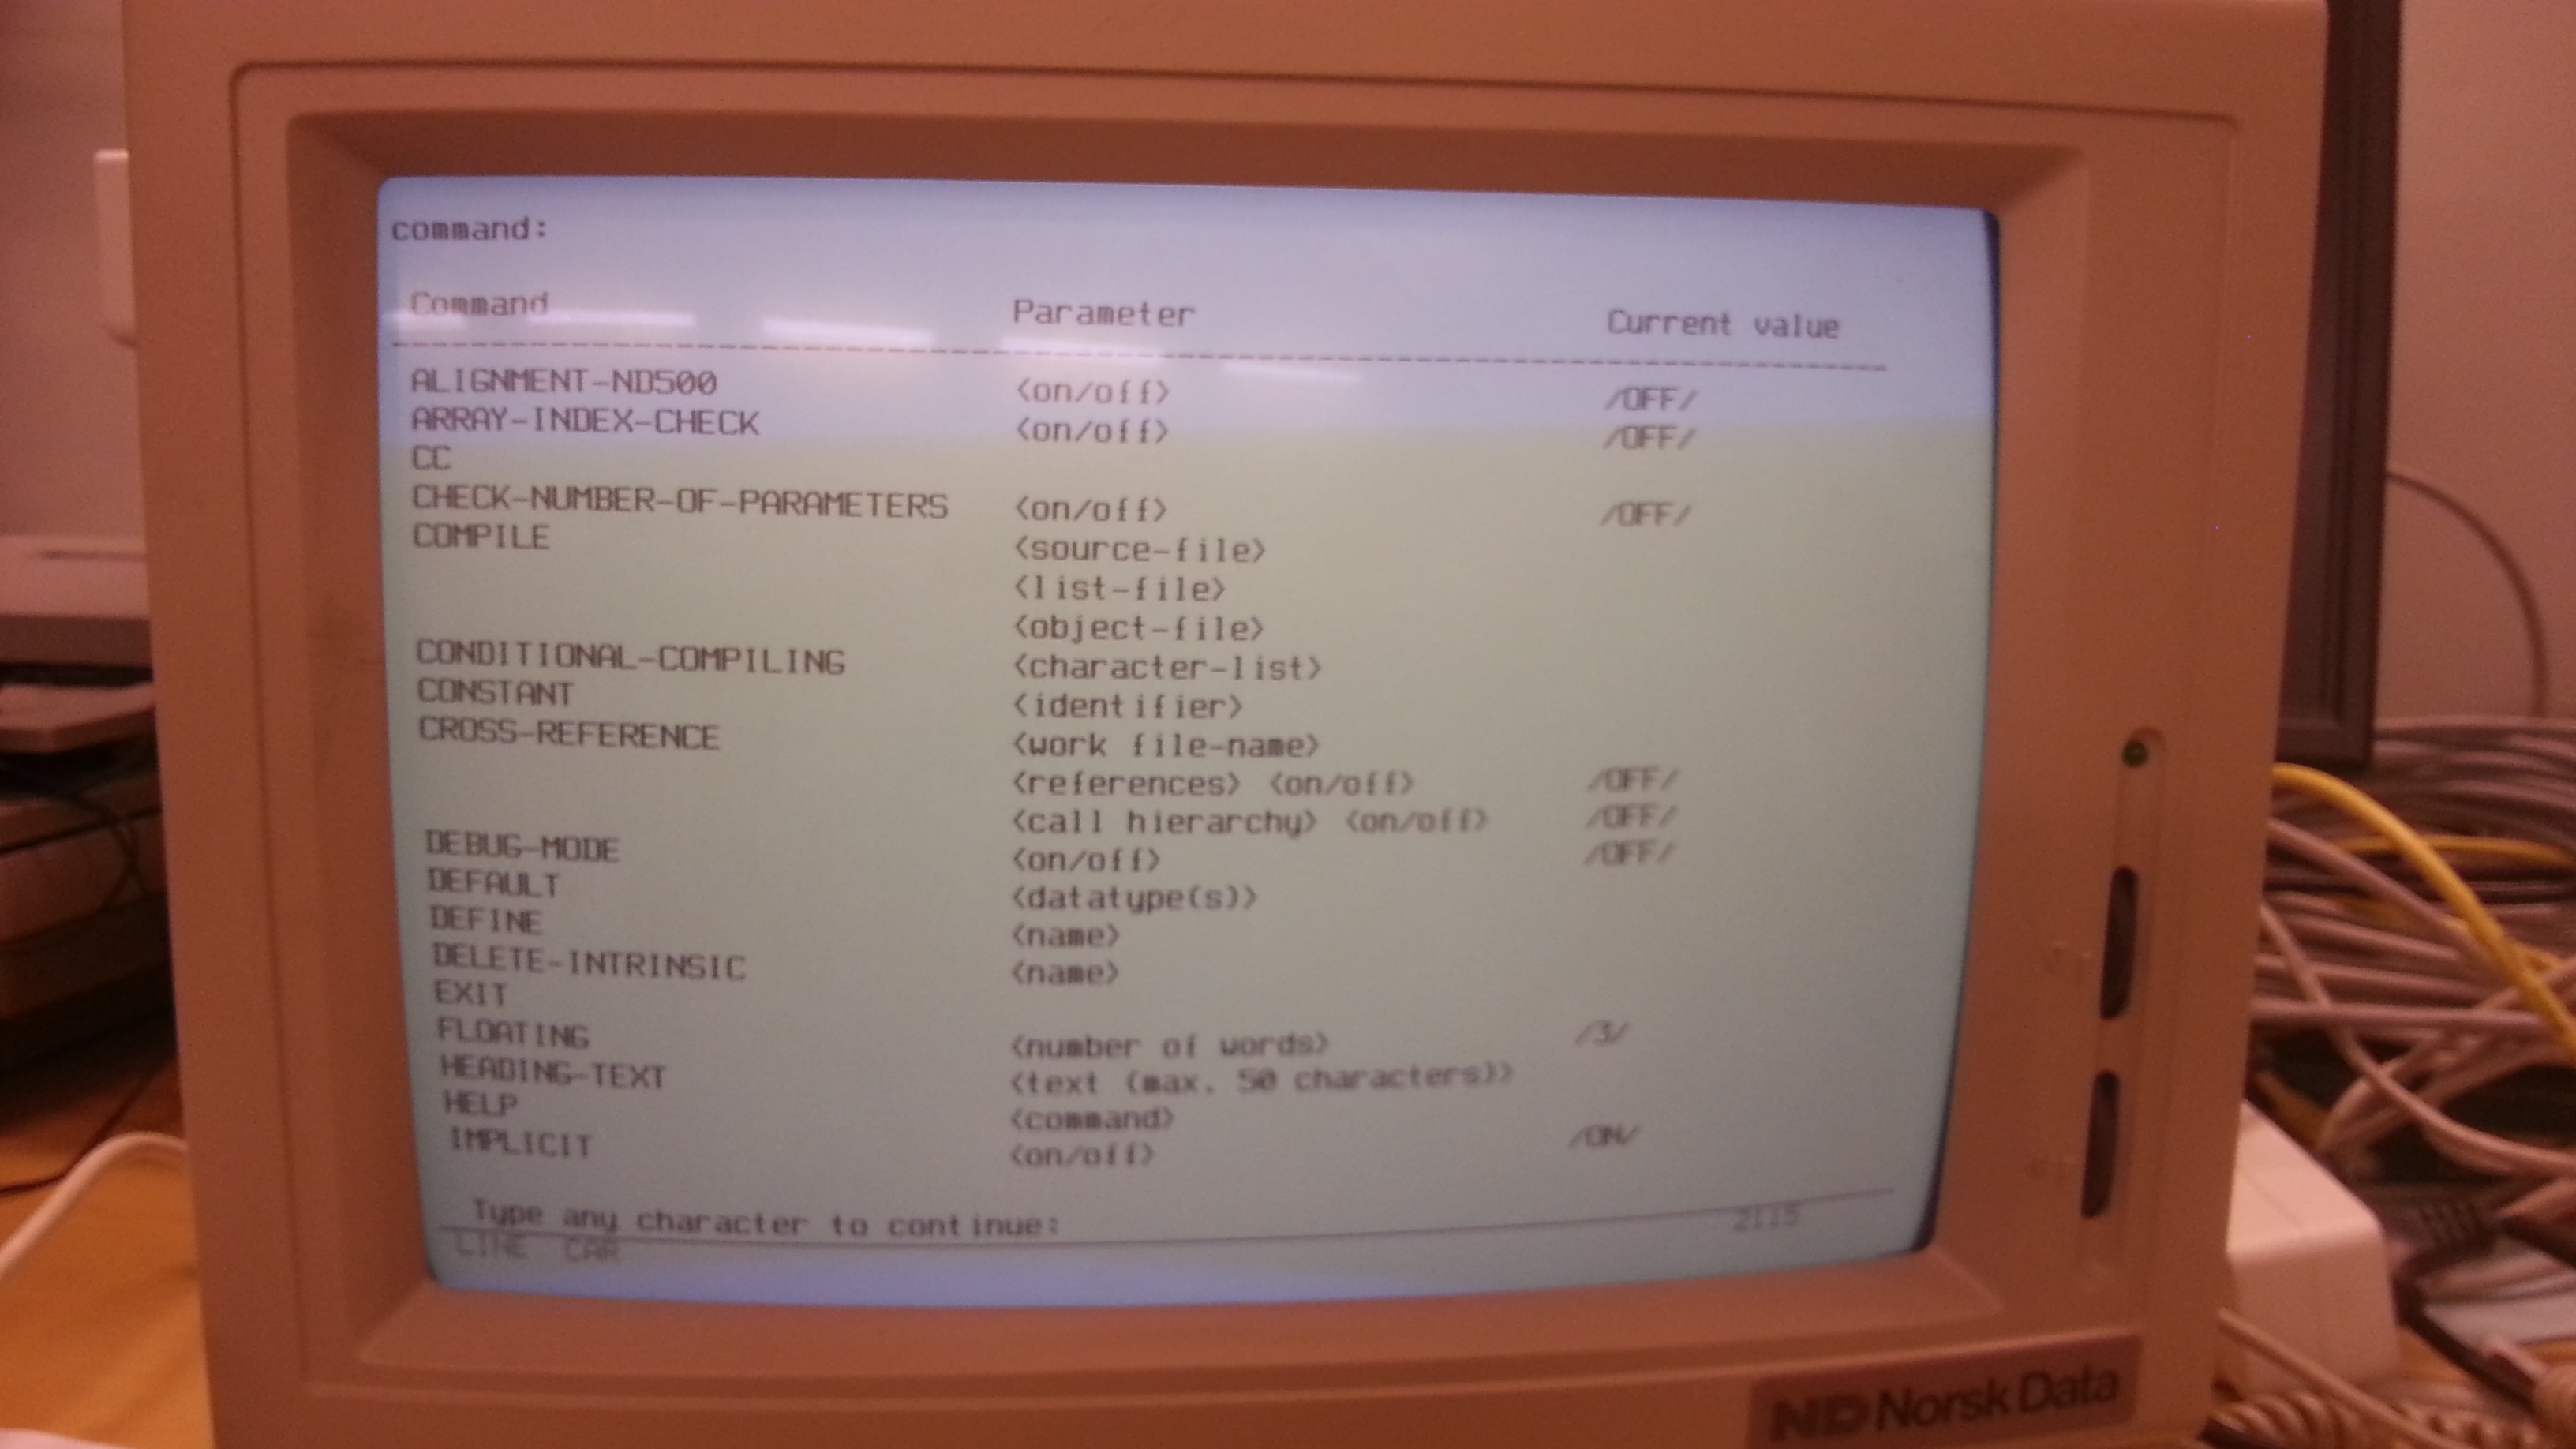 command:
Command Parameter Current value
--------------------------------------------------------------------------------
ALIGNMENT-ND500 <on/off> /OFF/
ARRAY-INDEX-CHECK <on/off> /OFF/
CC
CHECK-NUMBER-OF-PARAMETERS <on/off> /OFF/
COMPILE <source-file>
<list-file>
<object-file>
CONDITIONAL-COMPILING <character-list>
CONSTANT <identifier>
CROSS-REFERENCE <work file-name>
<references> <on/off> /OFF/
<call hierarchy> <on/off> /OFF/
DEBUG-MODE <on/off> /OFF/
DEFAULT <datatype(s)>
DEFINE <name>
DELETE-INTRINSIC <name>
EXIT
FLOATING <number of words> /3/
HEADING-TEXT <text (max. 50 characters)>
HELP <command>
IMPLICIT <on/off> /ON/
Type any character to continue:
LINE CAR 2115
ND Norsk Data